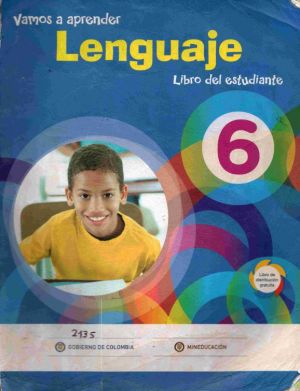 Vamos a aprender
Lenguaje
Libro del estudiante
6
Libro de
distribución
gratuita
2135
GOBIERNO DE COLOMBIA
MINEDUCACIÓN